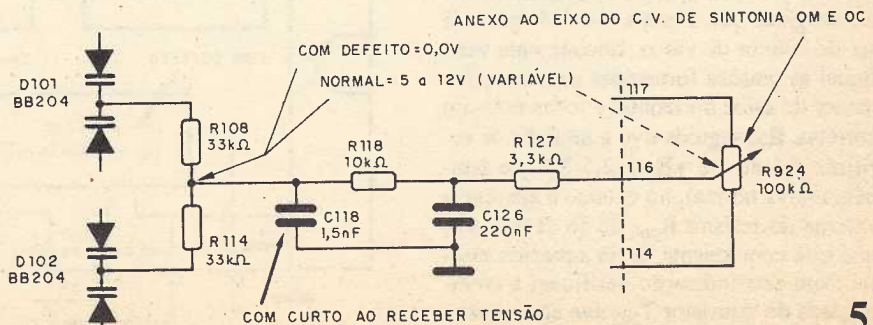 ANEXO AO EIXO DO C.V. DE SINTONIA OM E OC
COM DEFEITO=0,0V
NORMAL= 5 a 12V (VARIÁVEL)
D101
BB204
R108
33kΩ
R118
10kΩ
R127
3,3kΩ
117
116
114
R924
100kΩ
C118
1,5nF
C126
220nF
R114
33kΩ
D102
BB204
COM CURTO AO RECEBER TENSÃO
5